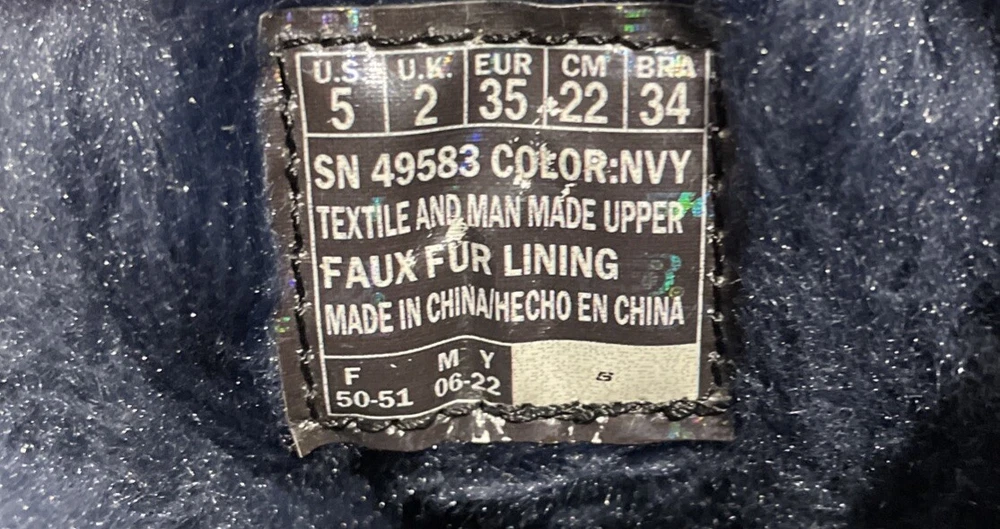 U.S. U.K. EUR CM BRA
5 2 35 22 34
SN 49583 COLOR:NVY
TEXTILE AND MAN MADE UPPER
FAUX FUR LINING
MADE IN CHINA/HECHO EN CHINA
F M Y
50-51 06-22